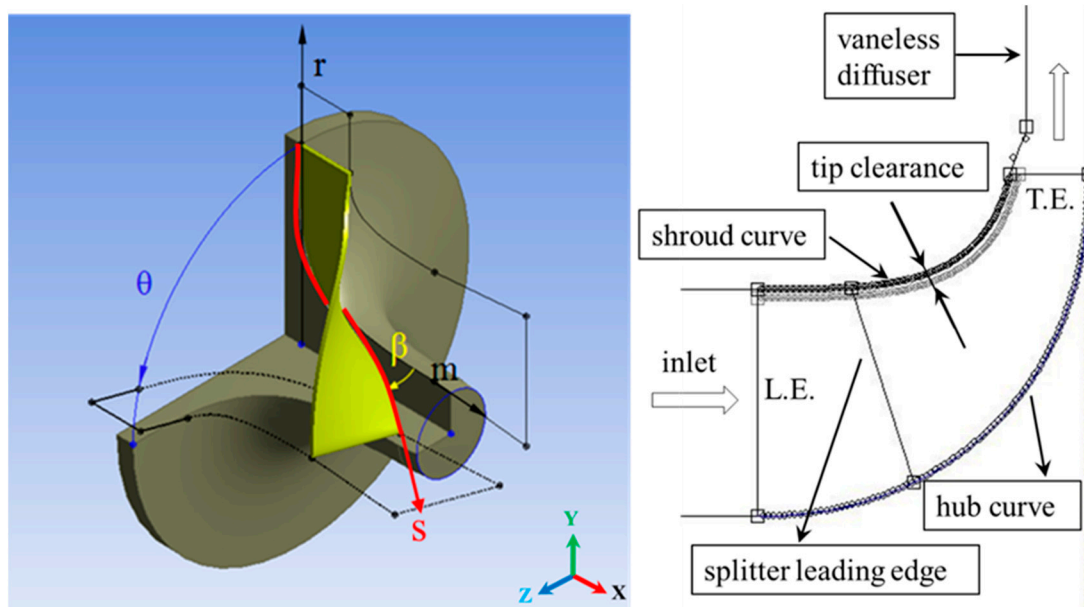 r
θ
β
m
S
Y
Z
X
vaneless
diffuser
tip clearance
T.E.
shroud curve
inlet
L.E.
hub curve
splitter leading edge